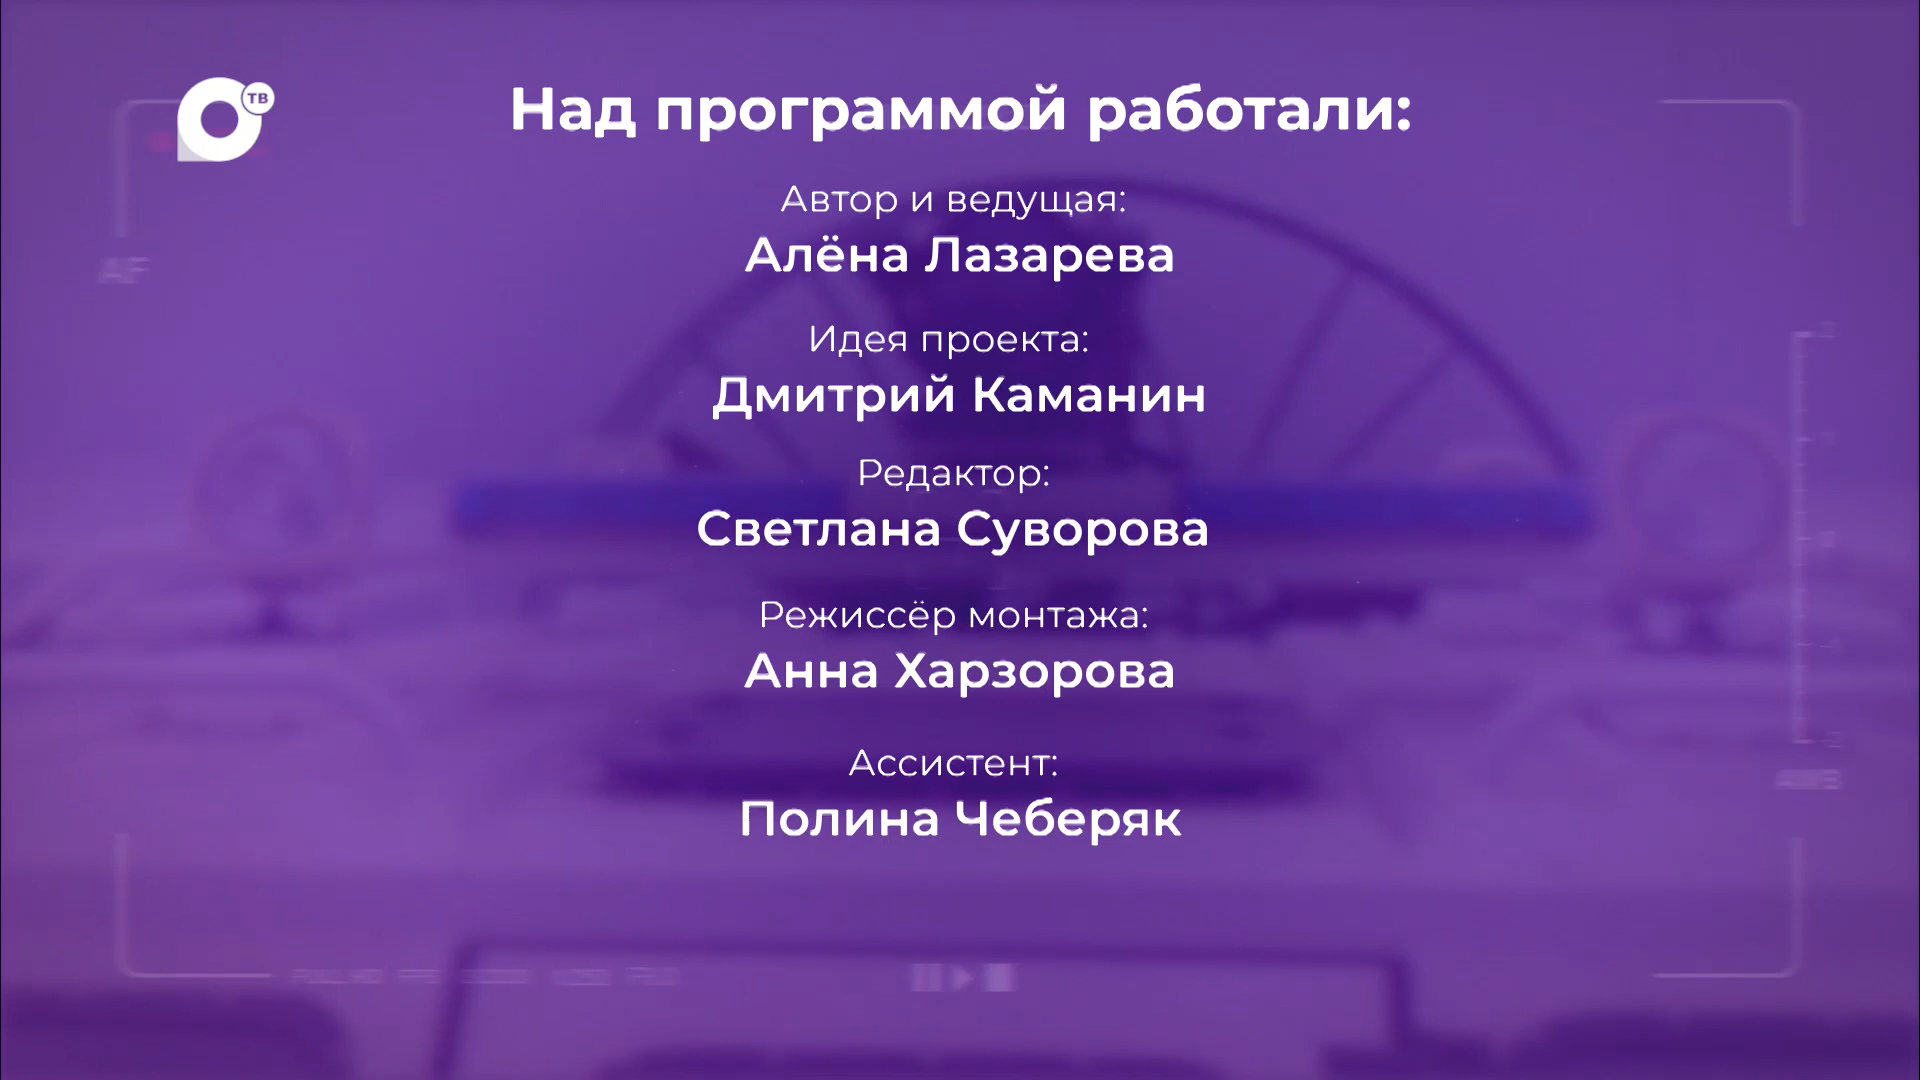 ТВ
Над программой работали:
Автор и ведущая:
Алёна Лазарева
AF
Идея проекта:
Дмитрий Каманин
Редактор:
Светлана Суворова
Режиссёр монтажа:
Анна Харзорова
Ассистент:
Полина Чеберяк